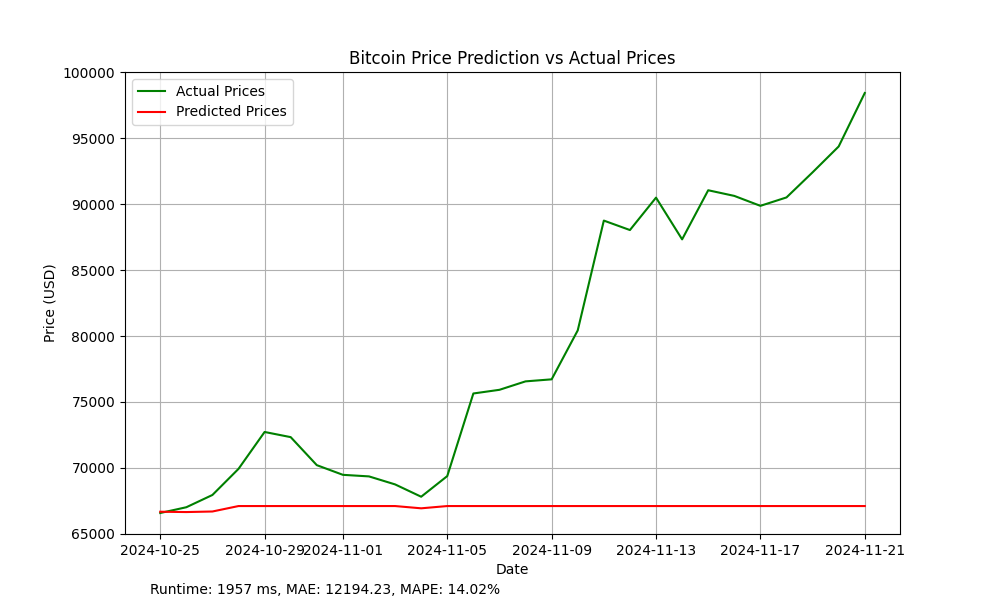 Bitcoin Price Prediction vs Actual Prices
Actual Prices
Predicted Prices
100000
95000
90000
85000
80000
75000
70000
65000
Price (USD)
2024-10-25 2024-10-29 2024-11-01 2024-11-05 2024-11-09 2024-11-13 2024-11-17 2024-11-21
Date
Runtime: 1957 ms, MAE: 12194.23, MAPE: 14.02%